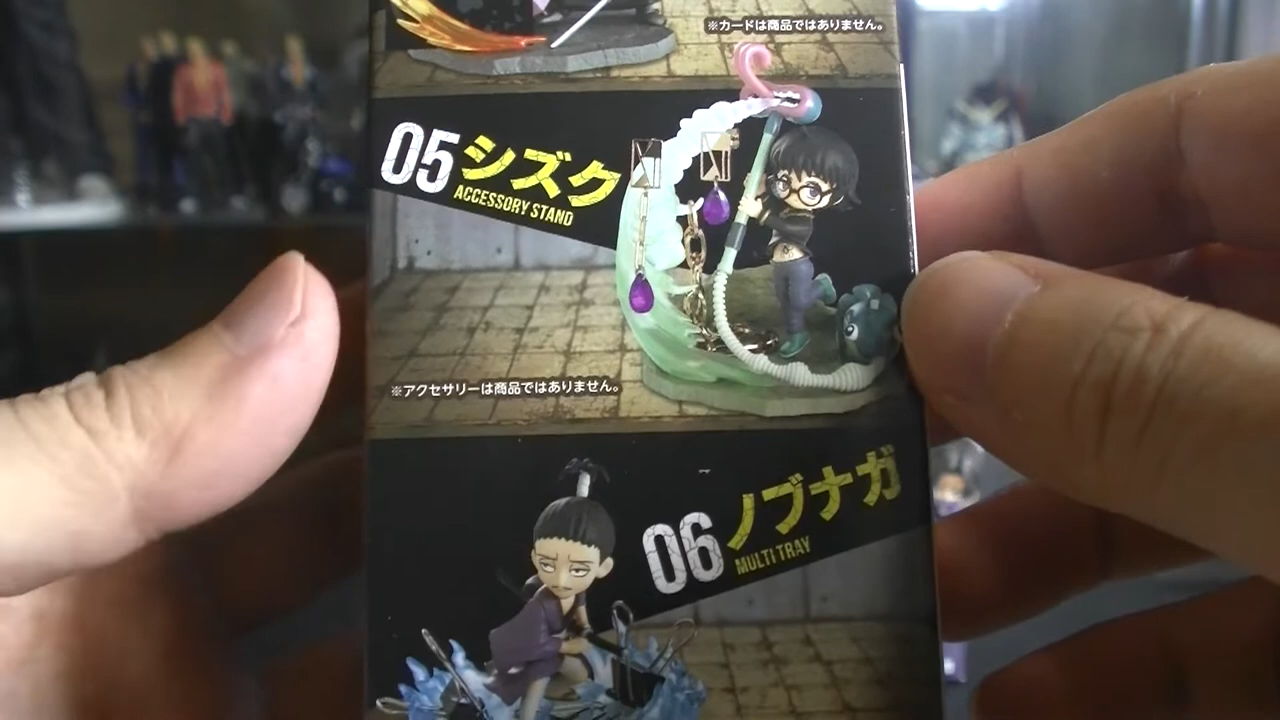 ※カードは商品ではありません。
05 シズク
ACCESSORY STAND
※アクセサリーは商品ではありません。
06 ノブナガ
MULTI TRAY